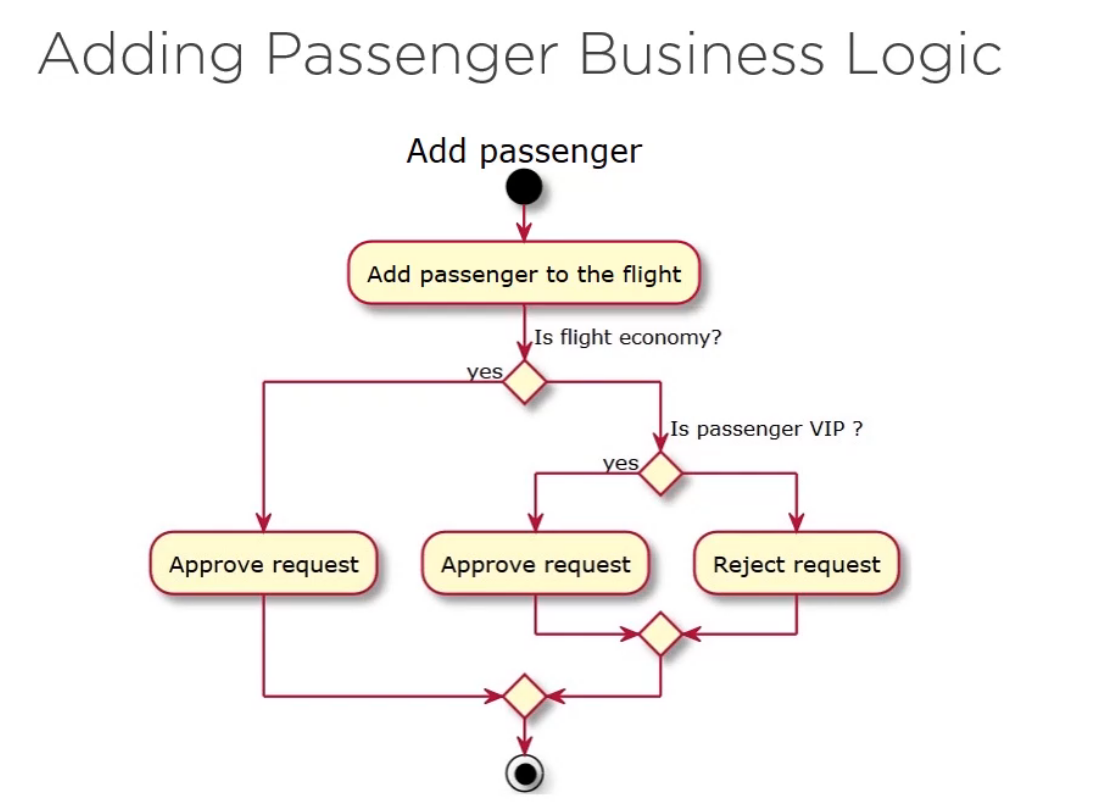 Adding Passenger Business Logic
Add passenger
Add passenger to the flight
Is flight economy?
yes
Is passenger VIP ?
yes
Approve request
Approve request
Reject request